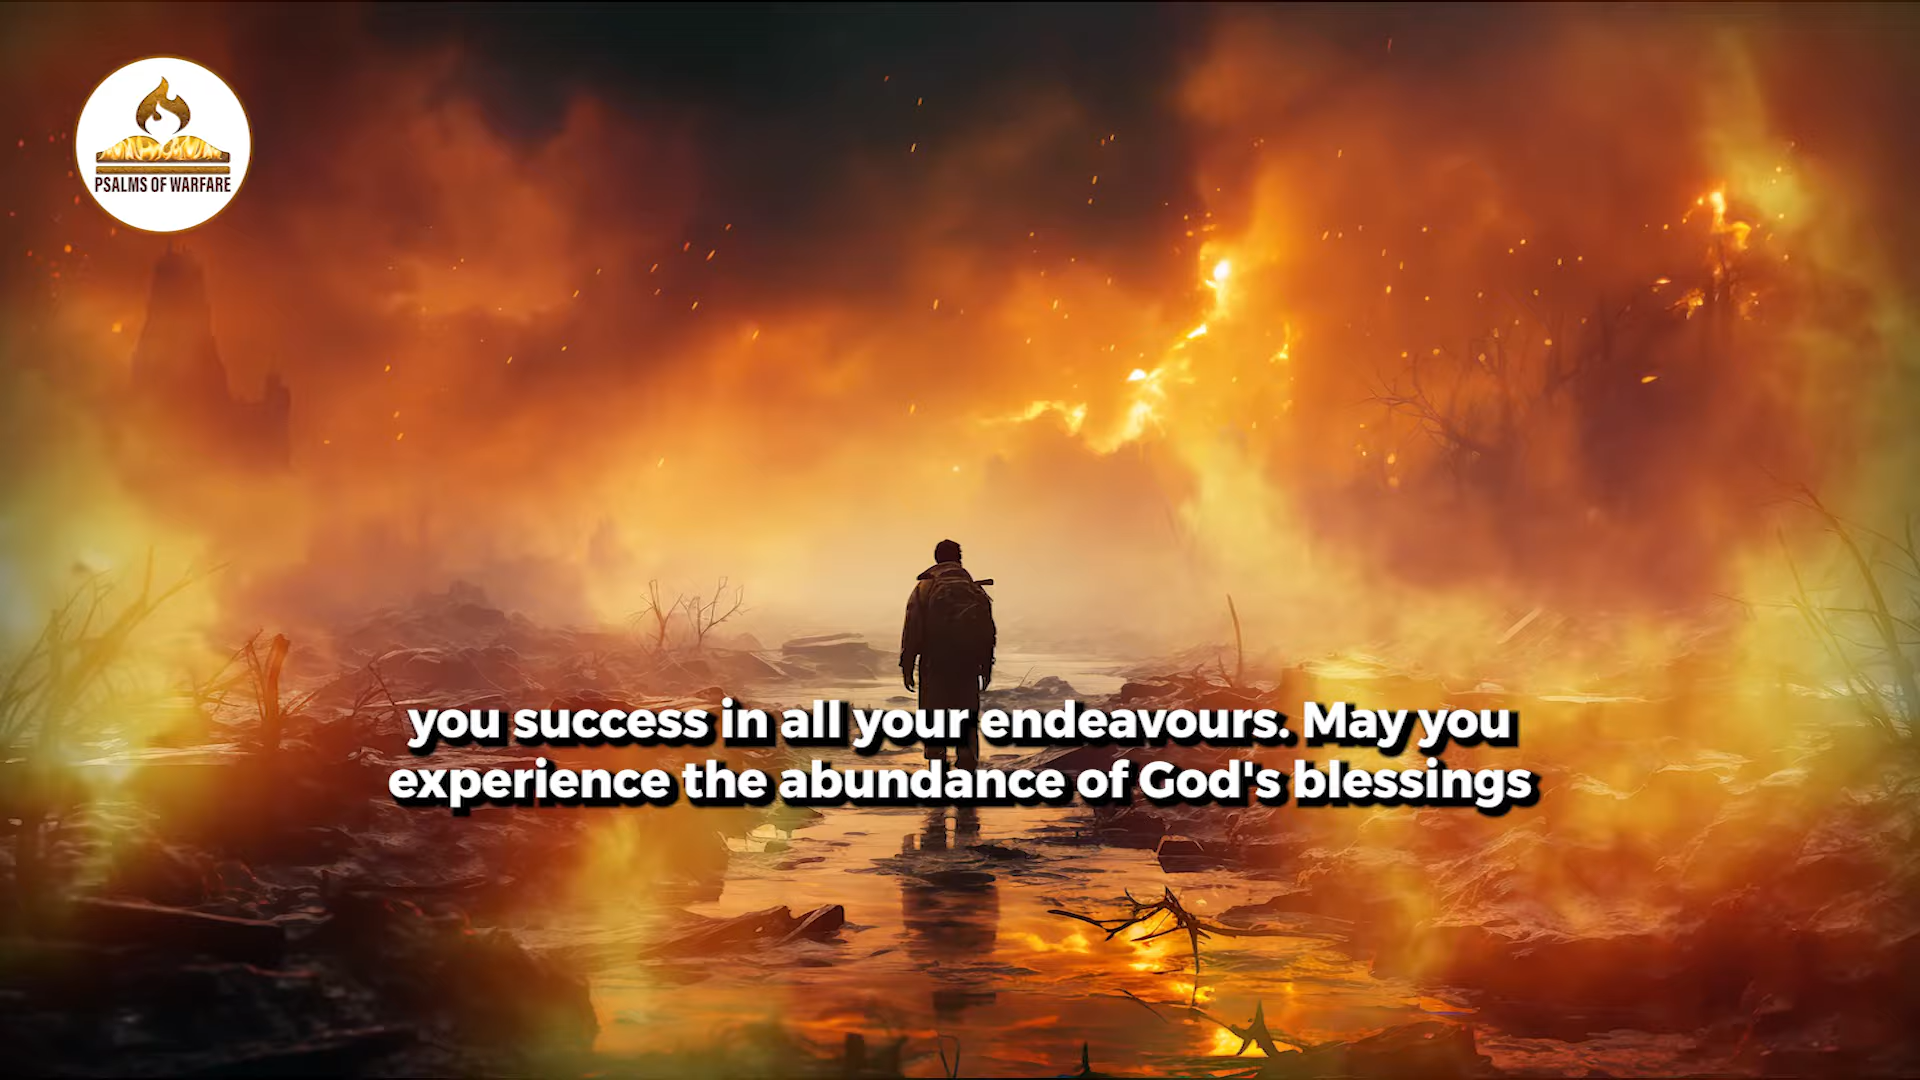 PSALMS OF WARFARE
you success in all your endeavours. May you
experience the abundance of God's blessings